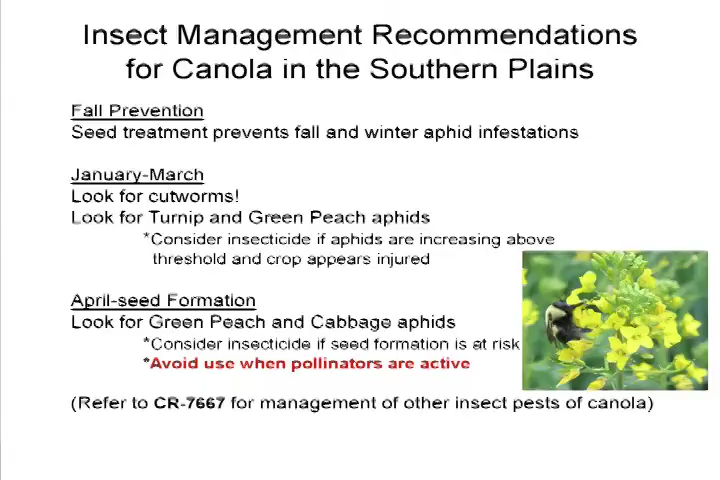 Insect Management Recommendations
for Canola in the Southern Plains
Fall Prevention
Seed treatment prevents fall and winter aphid infestations
January-March
Look for cutworms!
Look for Turnip and Green Peach aphids
*Consider insecticide if aphids are increasing above
threshold and crop appears injured
April-seed Formation
Look for Green Peach and Cabbage aphids
*Consider insecticide if seed formation is at risk
*Avoid use when pollinators are active
(Refer to CR-7667 for management of other insect pests of canola)